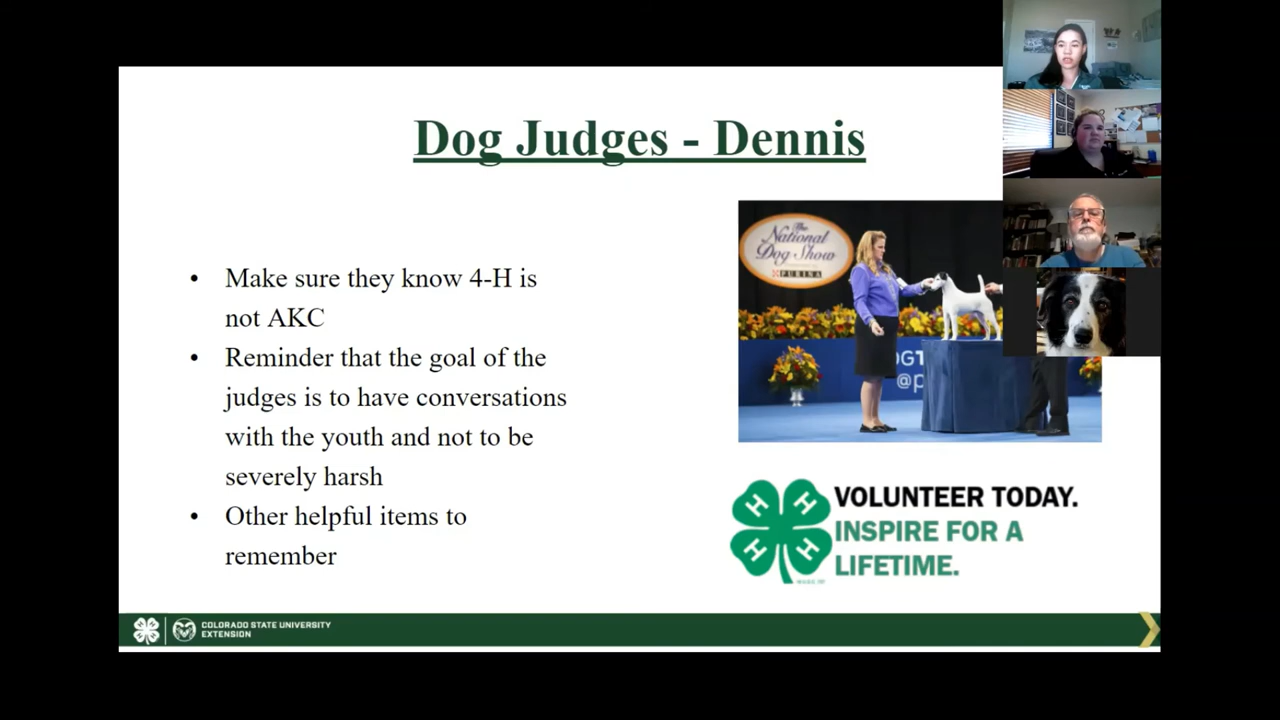 Dog Judges - Dennis
• Make sure they know 4-H is
not AKC
• Reminder that the goal of the
judges is to have conversations
with the youth and not to be
severely harsh
• Other helpful items to
remember
The
National
Dog Show
PURINA
H H
H H
VOLUNTEER TODAY.
INSPIRE FOR A
LIFETIME.
COLORADO STATE UNIVERSITY
EXTENSION